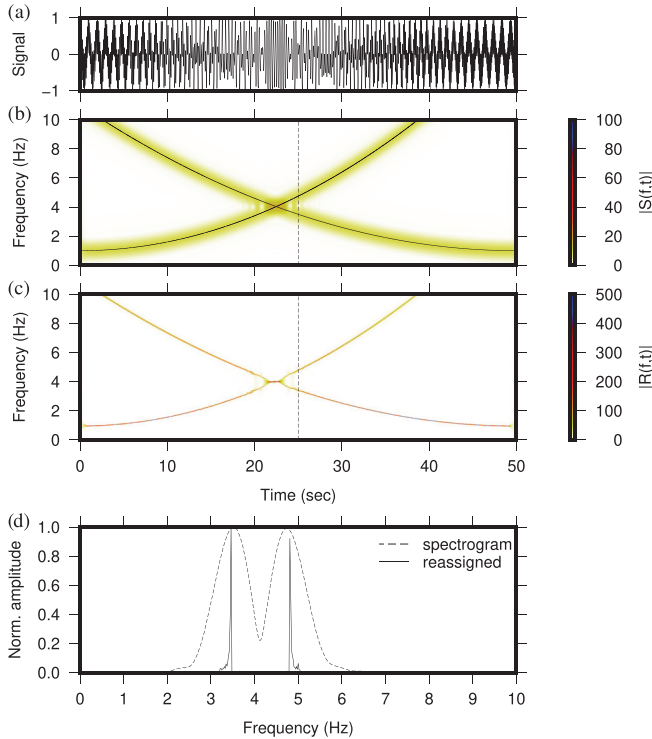 (a)
Signal
1
0
−1
(b)
Frequency (Hz)
10
8
6
4
2
0
100
80
60
40
20
0
|S(f,t)|
(c)
Frequency (Hz)
10
8
6
4
2
0
500
400
300
200
100
0
|R(f,t)|
0 10 20 30 40 50
Time (sec)
(d)
Norm. amplitude
1.0
0.8
0.6
0.4
0.2
0.0
spectrogram
reassigned
0 1 2 3 4 5 6 7 8 9 10
Frequency (Hz)